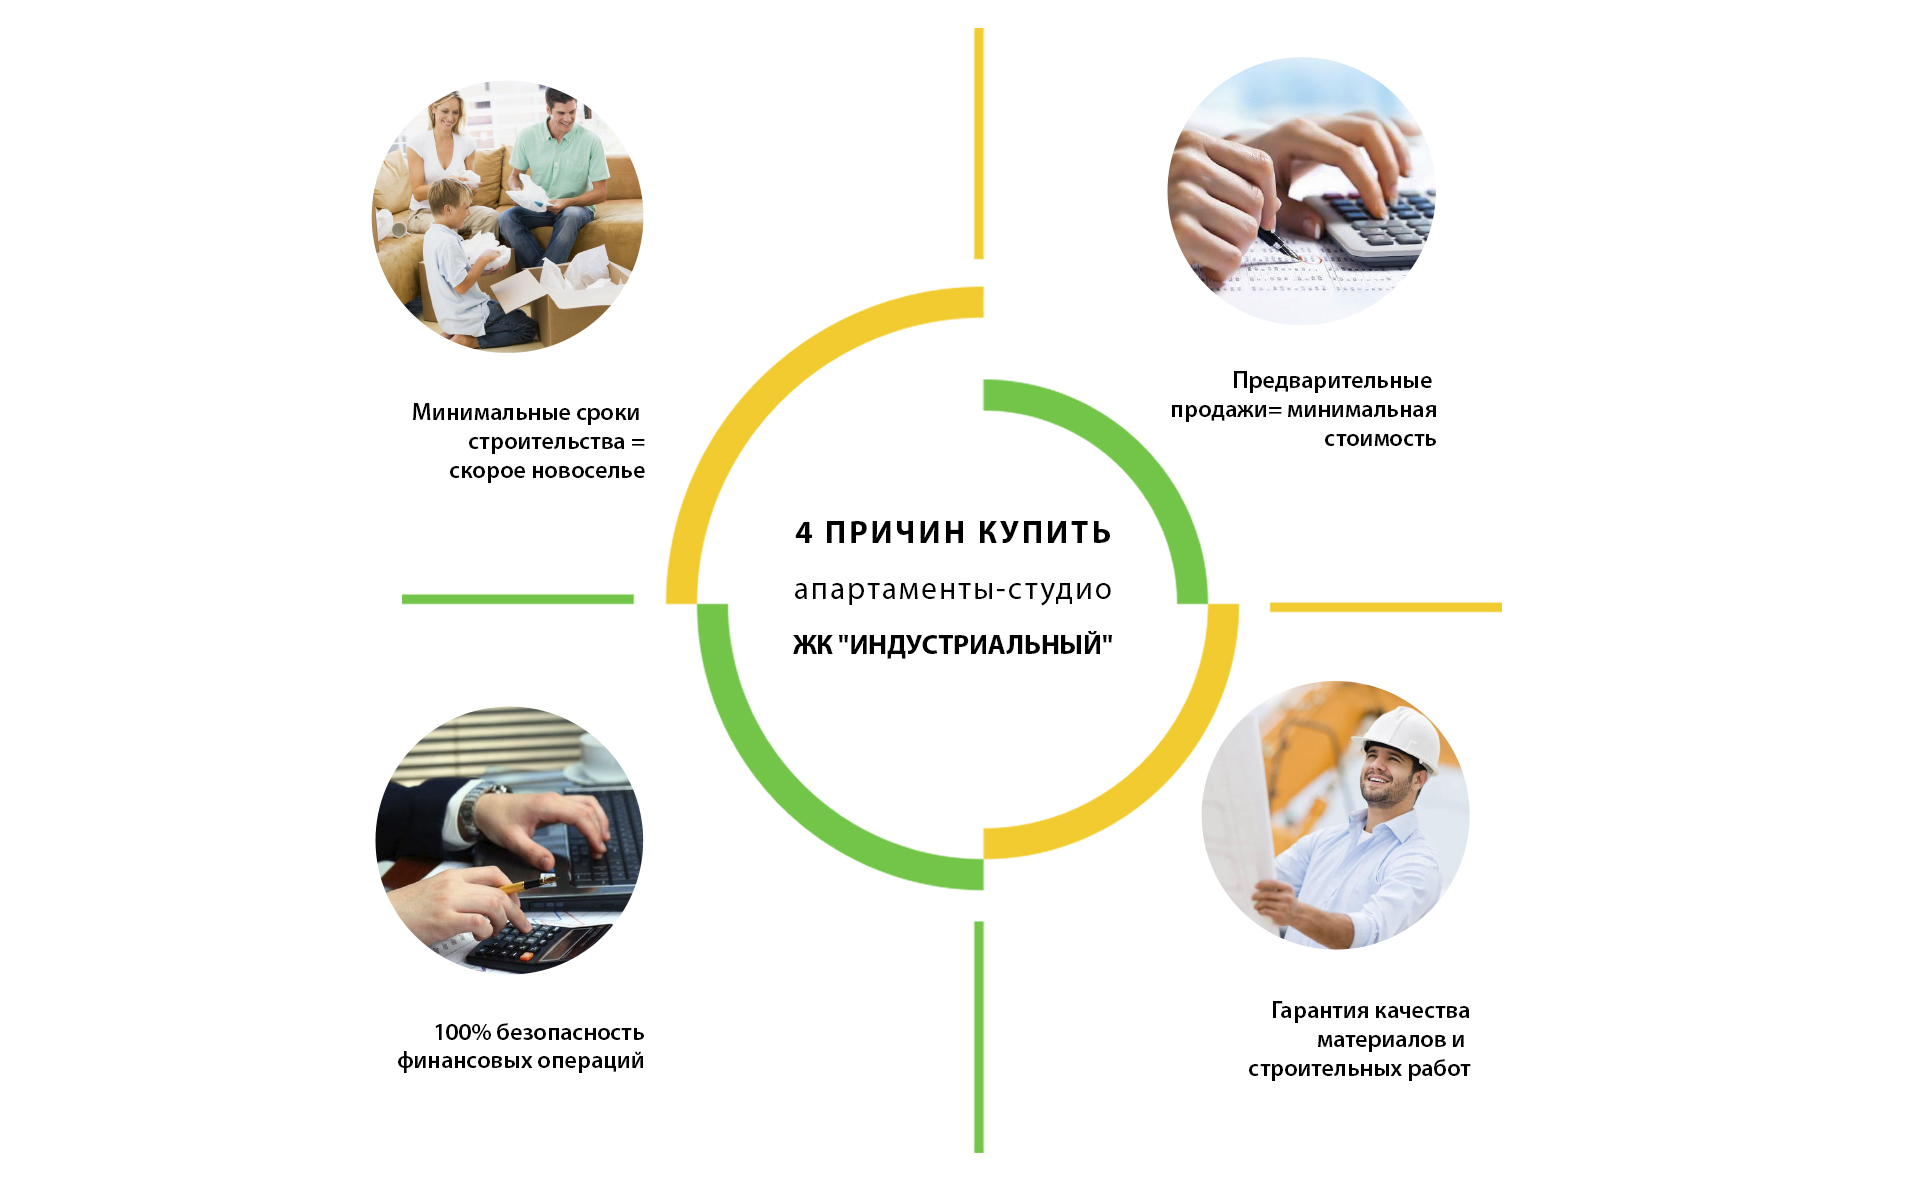 Минимальные сроки
строительства =
скорое новоселье
Предварительные
продажи= минимальная
стоимость
4 ПРИЧИН КУПИТЬ
апартаменты-студио
ЖК "ИНДУСТРИАЛЬНЫЙ"
100% безопасность
финансовых операций
Гарантия качества
материалов и
строительных работ